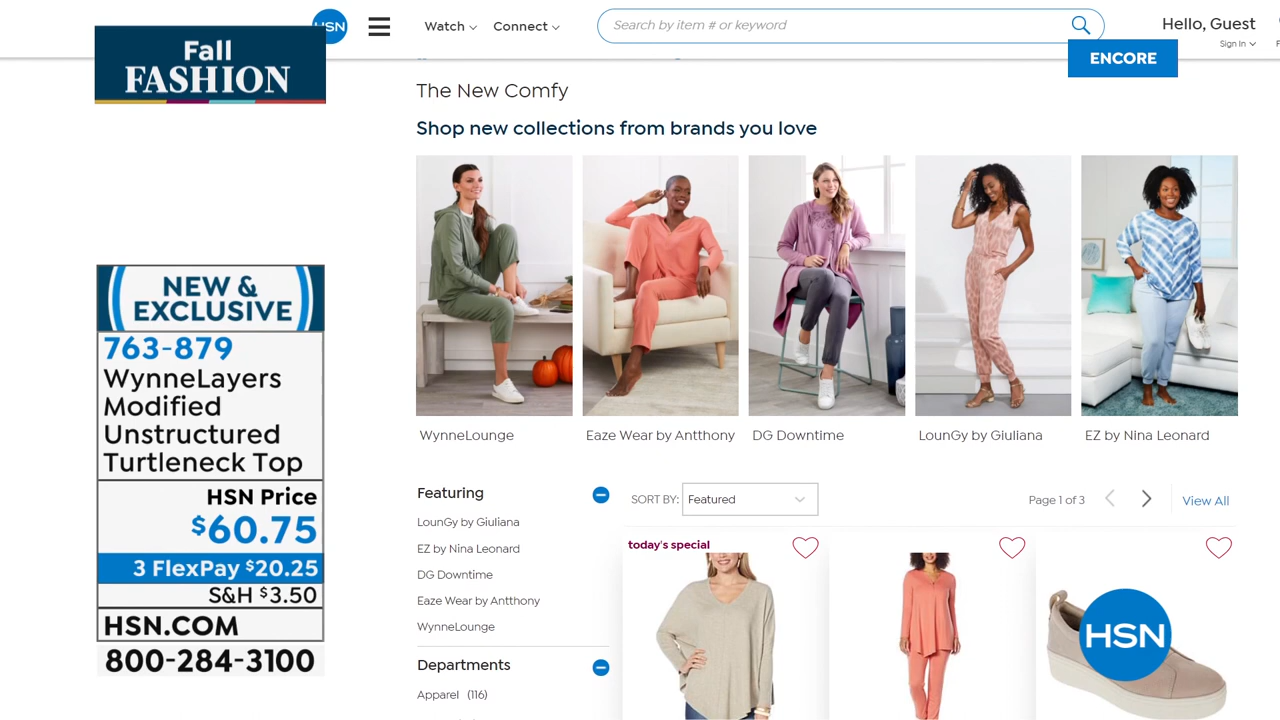 HSN
Watch
Connect
Search by item # or keyword
Hello, Guest
Sign In
Fall
FASHION
ENCORE
The New Comfy
Shop new collections from brands you love
WynneLounge
Eaze Wear by Antthony
DG Downtime
LounGy by Giuliana
EZ by Nina Leonard
NEW &
EXCLUSIVE
763-879
WynneLayers
Modified
Unstructured
Turtleneck Top
HSN Price
$60.75
3 FlexPay $20.25
S&H $3.50
HSN.COM
800-284-3100
Featuring
LounGy by Giuliana
EZ by Nina Leonard
DG Downtime
Eaze Wear by Antthony
WynneLounge
Departments
Apparel (116)
SORT BY: Featured
Page 1 of 3
View All
today's special
HSN